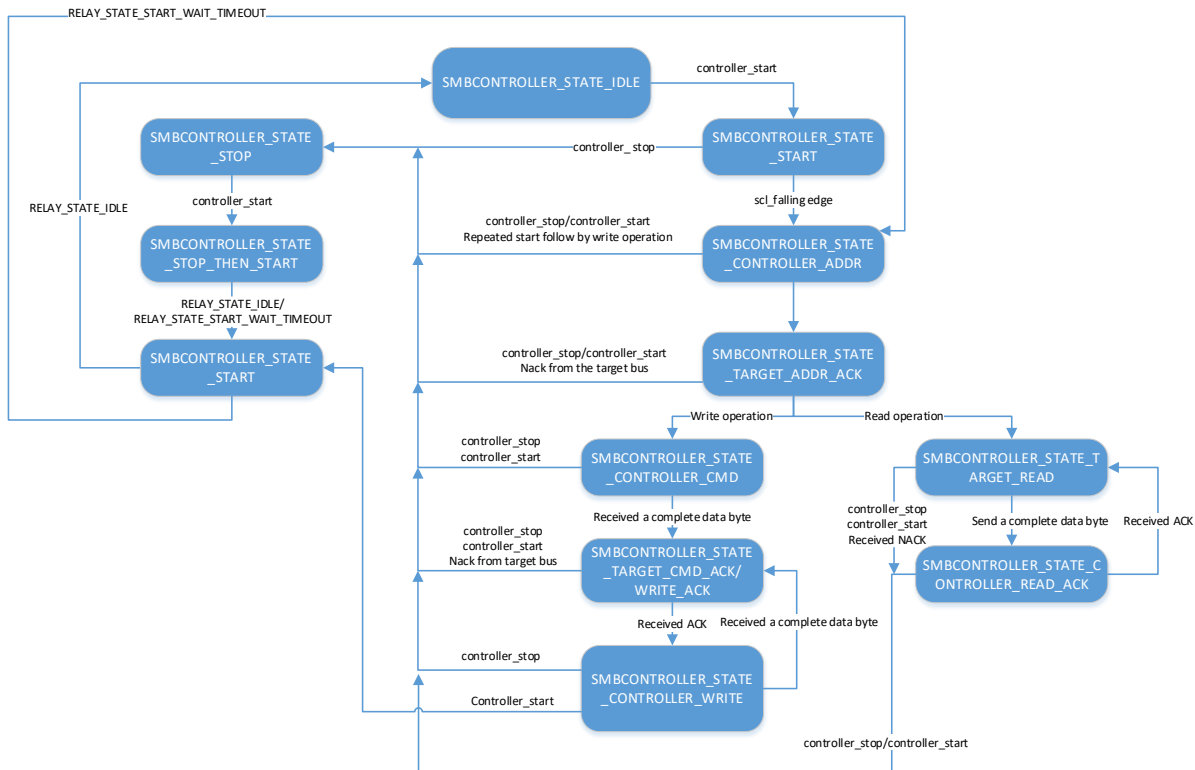 RELAY_STATE_START_WAIT_TIMEOUT
SMBCONTROLLER_STATE_IDLE
controller_start
SMBCONTROLLER_STATE
_STOP
controller_ stop
SMBCONTROLLER_STATE
_START
RELAY_STATE_IDLE
controller_start
scl_falling edge
SMBCONTROLLER_STATE
_STOP_THEN_START
controller_stop/controller_start
Repeated start follow by write operation
SMBCONTROLLER_STATE
_CONTROLLER_ADDR
RELAY_STATE_IDLE/
RELAY_STATE_START_WAIT_TIMEOUT
SMBCONTROLLER_STATE
_START
controller_stop/controller_start
Nack from the target bus
SMBCONTROLLER_STATE
_TARGET_ADDR_ACK
Write operation
Read operation
controller_stop
controller_start
SMBCONTROLLER_STATE
_CONTROLLER_CMD
SMBCONTROLLER_STATE_T
ARGET_READ
Received a complete data byte
controller_stop
controller_start
Received NACK
Send a complete data byte
Received ACK
controller_stop
controller_start
Nack from target bus
SMBCONTROLLER_STATE
_TARGET_CMD_ACK/
WRITE_ACK
SMBCONTROLLER_STATE_C
ONTROLLER_READ_ACK
Received ACK
Received a complete data byte
controller_stop
SMBCONTROLLER_STATE
_CONTROLLER_WRITE
Controller_start
controller_stop/controller_start